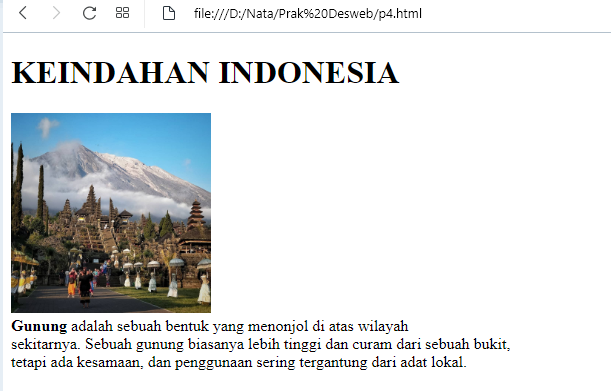 file:///D:/Nata/Prak%20Desweb/p4.html
KEINDAHAN INDONESIA
Gunung adalah sebuah bentuk yang menonjol di atas wilayah
sekitarnya. Sebuah gunung biasanya lebih tinggi dan curam dari sebuah bukit,
tetapi ada kesamaan, dan penggunaan sering tergantung dari adat lokal.